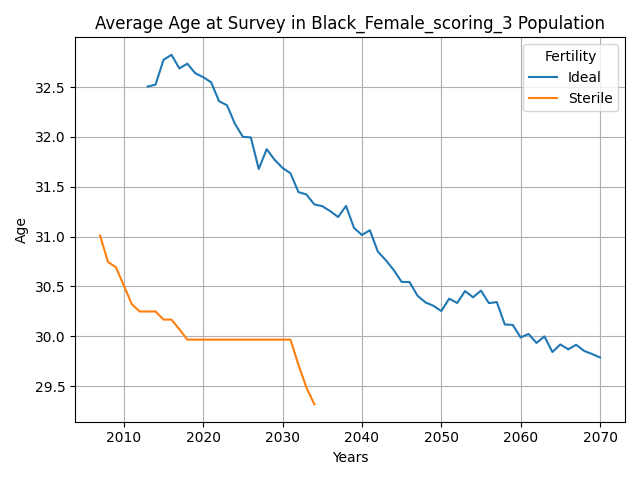 Average Age at Survey in Black_Female_scoring_3 Population
Fertility
Ideal
Sterile
32.5
32.0
31.5
31.0
30.5
30.0
29.5
Age
2010 2020 2030 2040 2050 2060 2070
Years